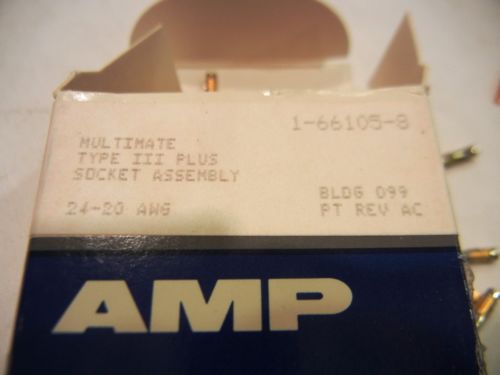 1-66105-8
MULTIMATE
TYPE III PLUS
SOCKET ASSEMBLY
24-20 AWG
BLDG 099
PT REV AC
AMP